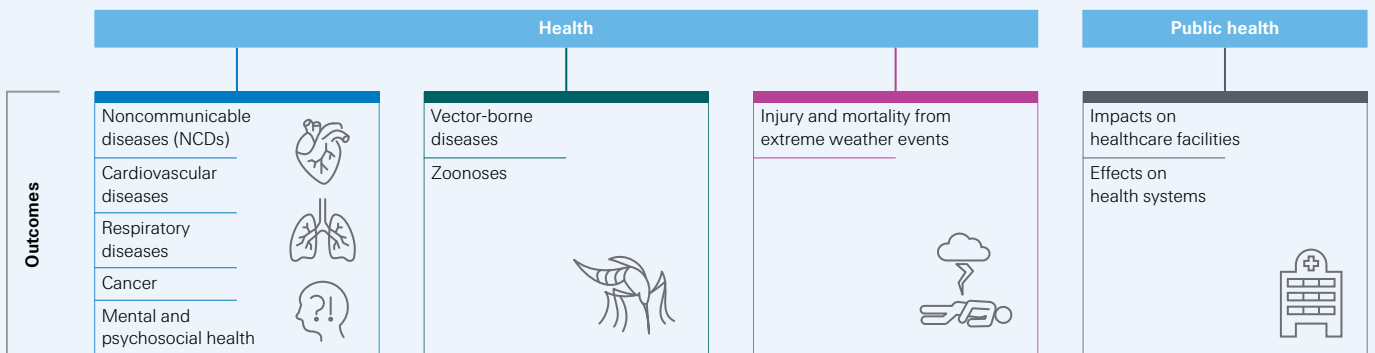 Health
Public health
Outcomes
Noncommunicable
diseases (NCDs)
Cardiovascular
diseases
Respiratory
diseases
Cancer
Mental and
psychosocial health
?!
Vector-borne
diseases
Zoonoses
Injury and mortality from
extreme weather events
Impacts on
healthcare facilities
Effects on
health systems